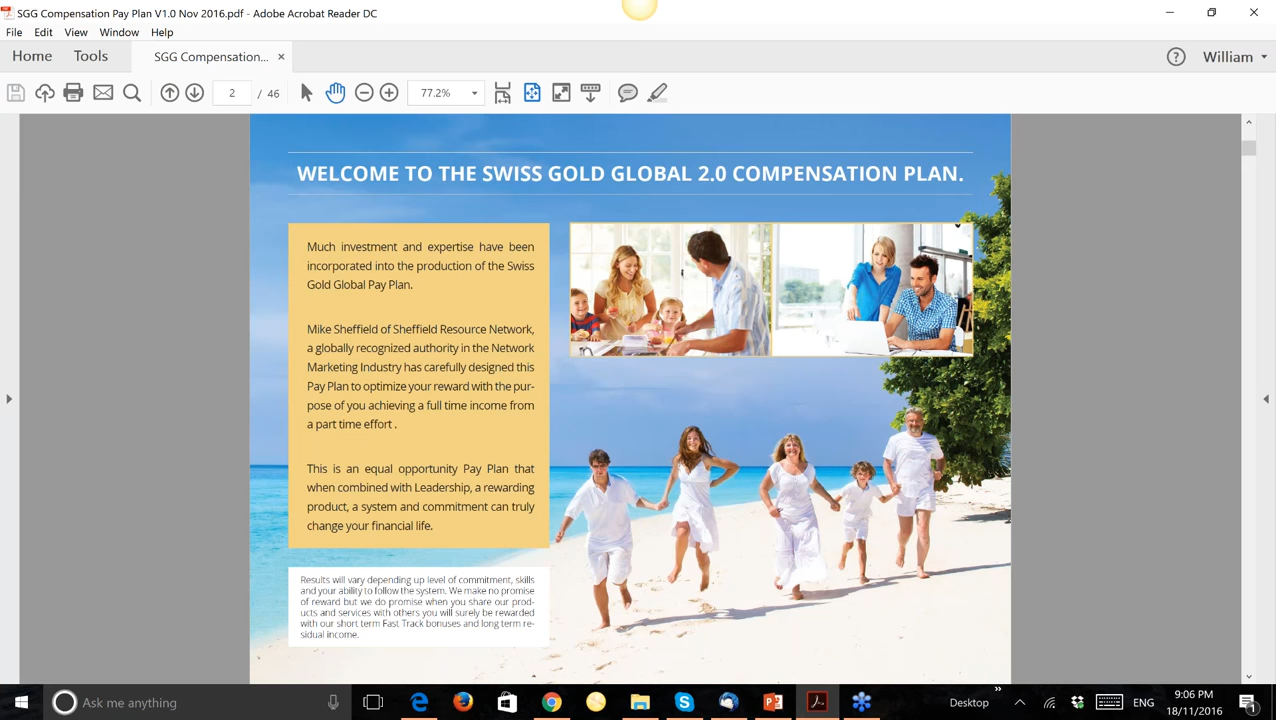 SGG Compensation Pay Plan V1.0 Nov 2016.pdf - Adobe Acrobat Reader DC
File Edit View Window Help
Home Tools SGG Compensation... × ? William
2 / 46 77.2%
WELCOME TO THE SWISS GOLD GLOBAL 2.0 COMPENSATION PLAN.
Much investment and expertise have been
incorporated into the production of the Swiss
Gold Global Pay Plan.
Mike Sheffield of Sheffield Resource Network,
a globally recognized authority in the Network
Marketing Industry has carefully designed this
Pay Plan to optimize your reward with the pur-
pose of you achieving a full time income from
a part time effort .
This is an equal opportunity Pay Plan that
when combined with Leadership, a rewarding
product, a system and commitment can truly
change your financial life.
Results will vary depending up level of commitment, skills
and your ability to follow the system. We make no promise
of reward but we do promise when you share our prod-
ucts and services with others you will surely be rewarded
with our short term Fast Track bonuses and long term re-
sidual income.
Ask me anything
Desktop
ENG
9:06 PM
18/11/2016
1